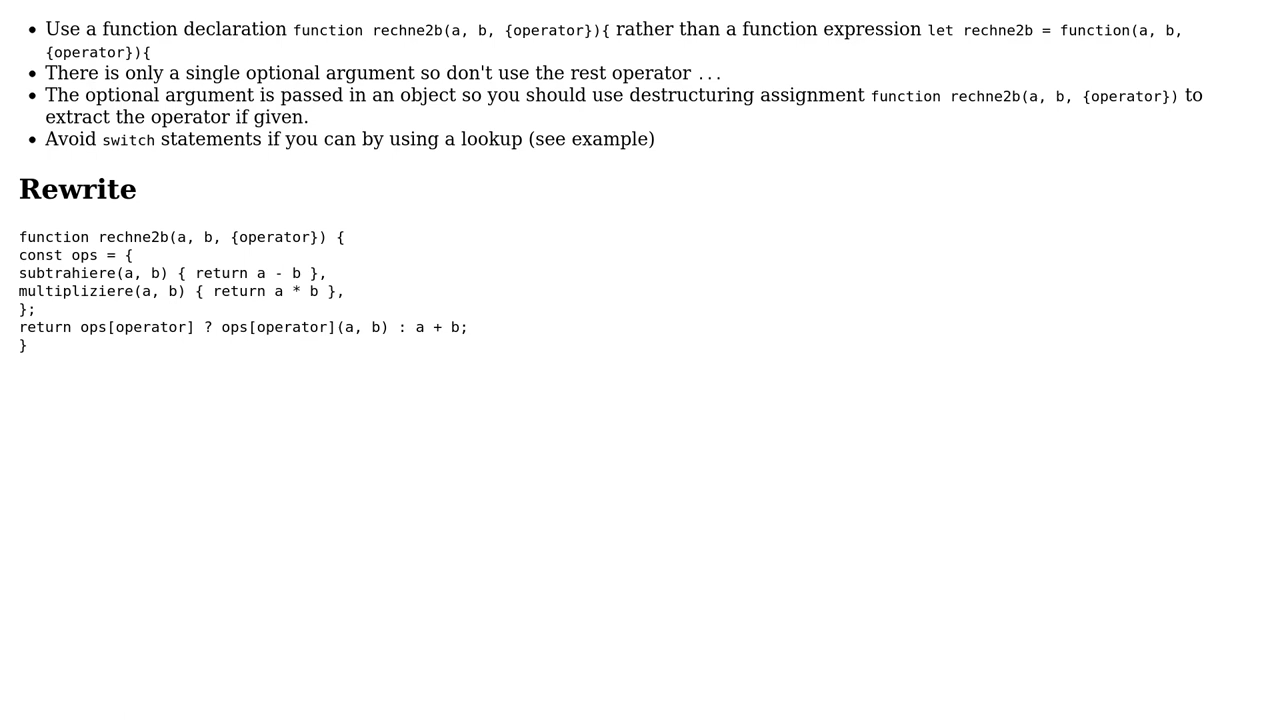 Use a function declaration function rechne2b(a, b, {operator}){ rather than a function expression let rechne2b = function(a, b,
{operator}){
There is only a single optional argument so don't use the rest operator ...
The optional argument is passed in an object so you should use destructuring assignment function rechne2b(a, b, {operator}) to
extract the operator if given.
Avoid switch statements if you can by using a lookup (see example)
Rewrite
function rechne2b(a, b, {operator}) {
const ops = {
subtrahiere(a, b) { return a - b },
multipliziere(a, b) { return a * b },
};
return ops[operator] ? ops[operator](a, b) : a + b;
}